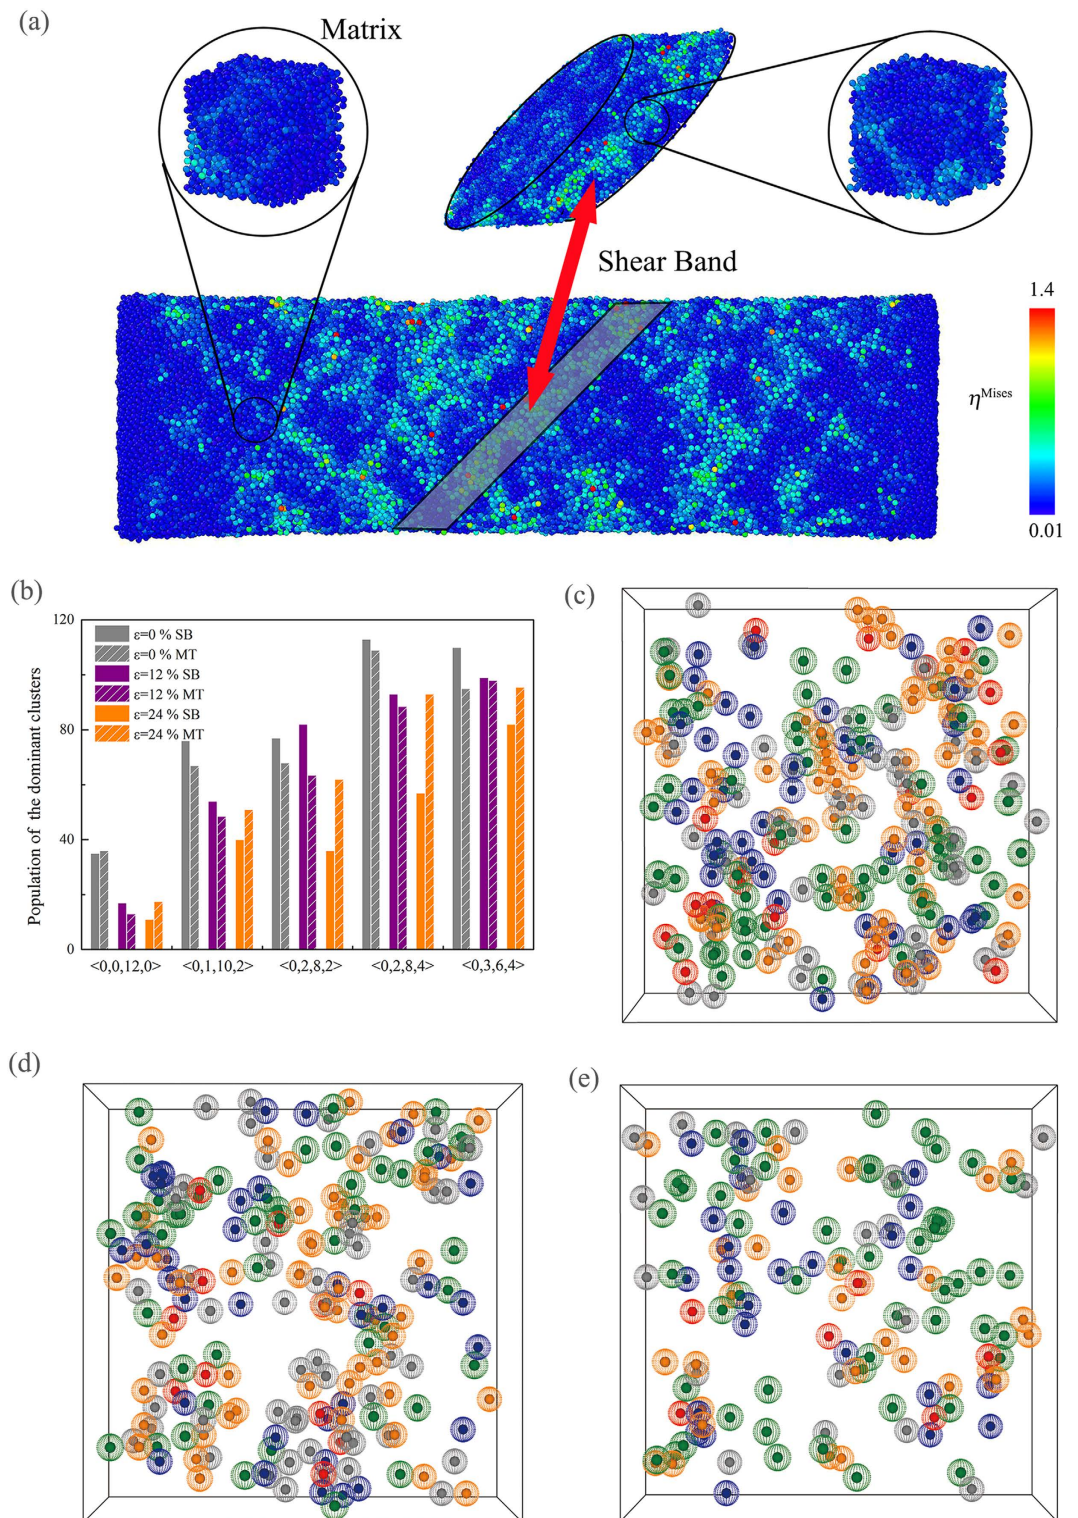 (a)
Matrix
Shear Band
1.4
η^Mises
0.01
(b)
120
80
40
0
Population of the dominant clusters
ε=0 % SB
ε=0 % MT
ε=12 % SB
ε=12 % MT
ε=24 % SB
ε=24 % MT
<0,0,12,0> <0,1,10,2> <0,2,8,2> <0,2,8,4> <0,3,6,4>
(c)
(d)
(e)